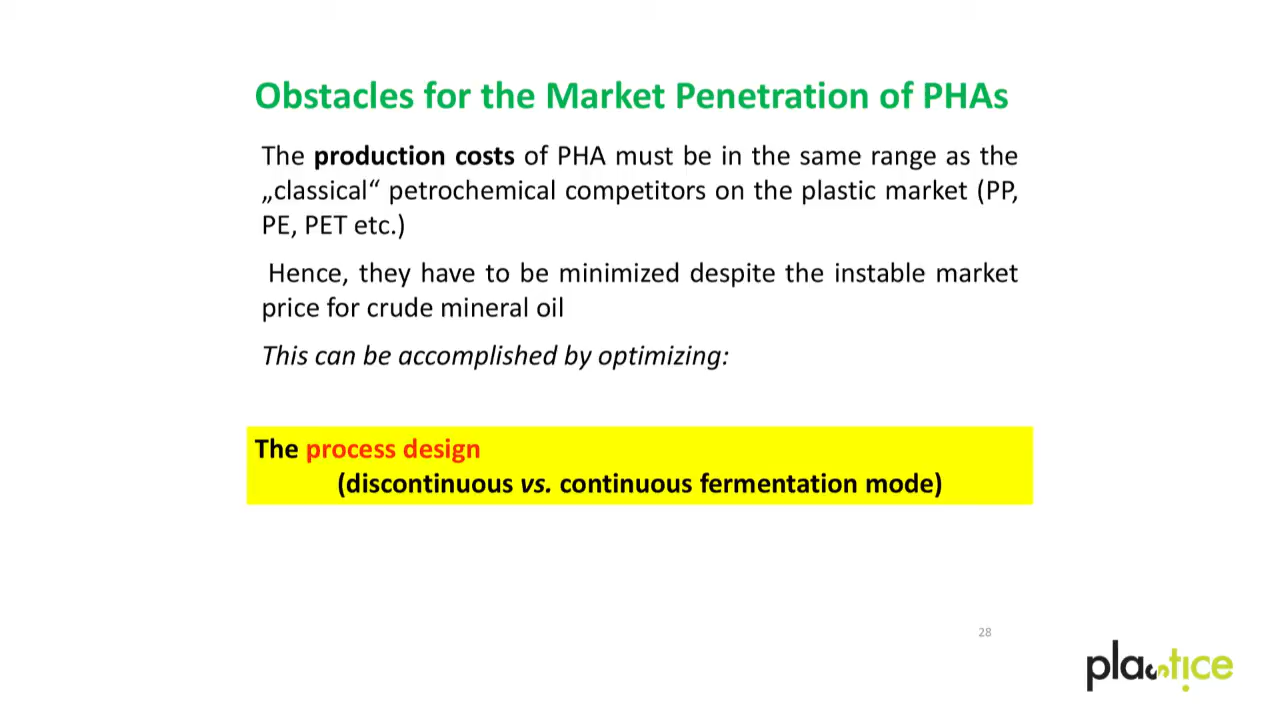 Obstacles for the Market Penetration of PHAs
The production costs of PHA must be in the same range as the
„classical“ petrochemical competitors on the plastic market (PP,
PE, PET etc.)
Hence, they have to be minimized despite the instable market
price for crude mineral oil
This can be accomplished by optimizing:
The process design
(discontinuous vs. continuous fermentation mode)
28
plastice